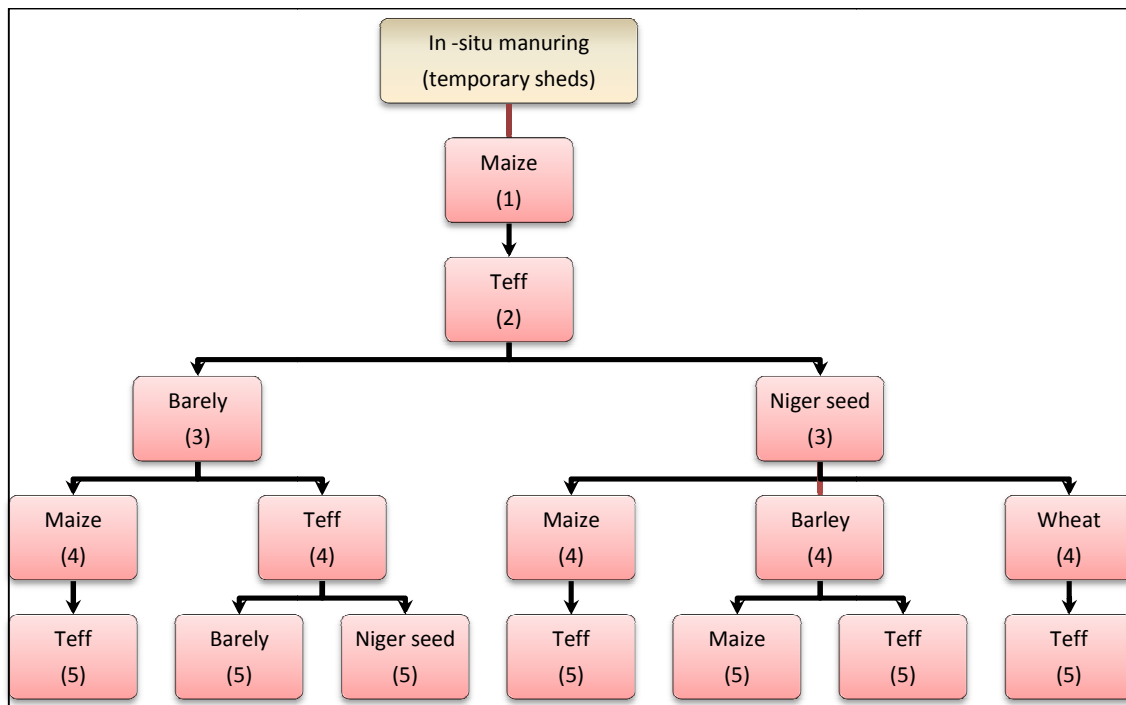 In -situ manuring
(temporary sheds)
Maize
(1)
Teff
(2)
Barely
(3)
Niger seed
(3)
Maize
(4)
Teff
(4)
Maize
(4)
Barley
(4)
Wheat
(4)
Teff
(5)
Barely
(5)
Niger seed
(5)
Teff
(5)
Maize
(5)
Teff
(5)
Teff
(5)